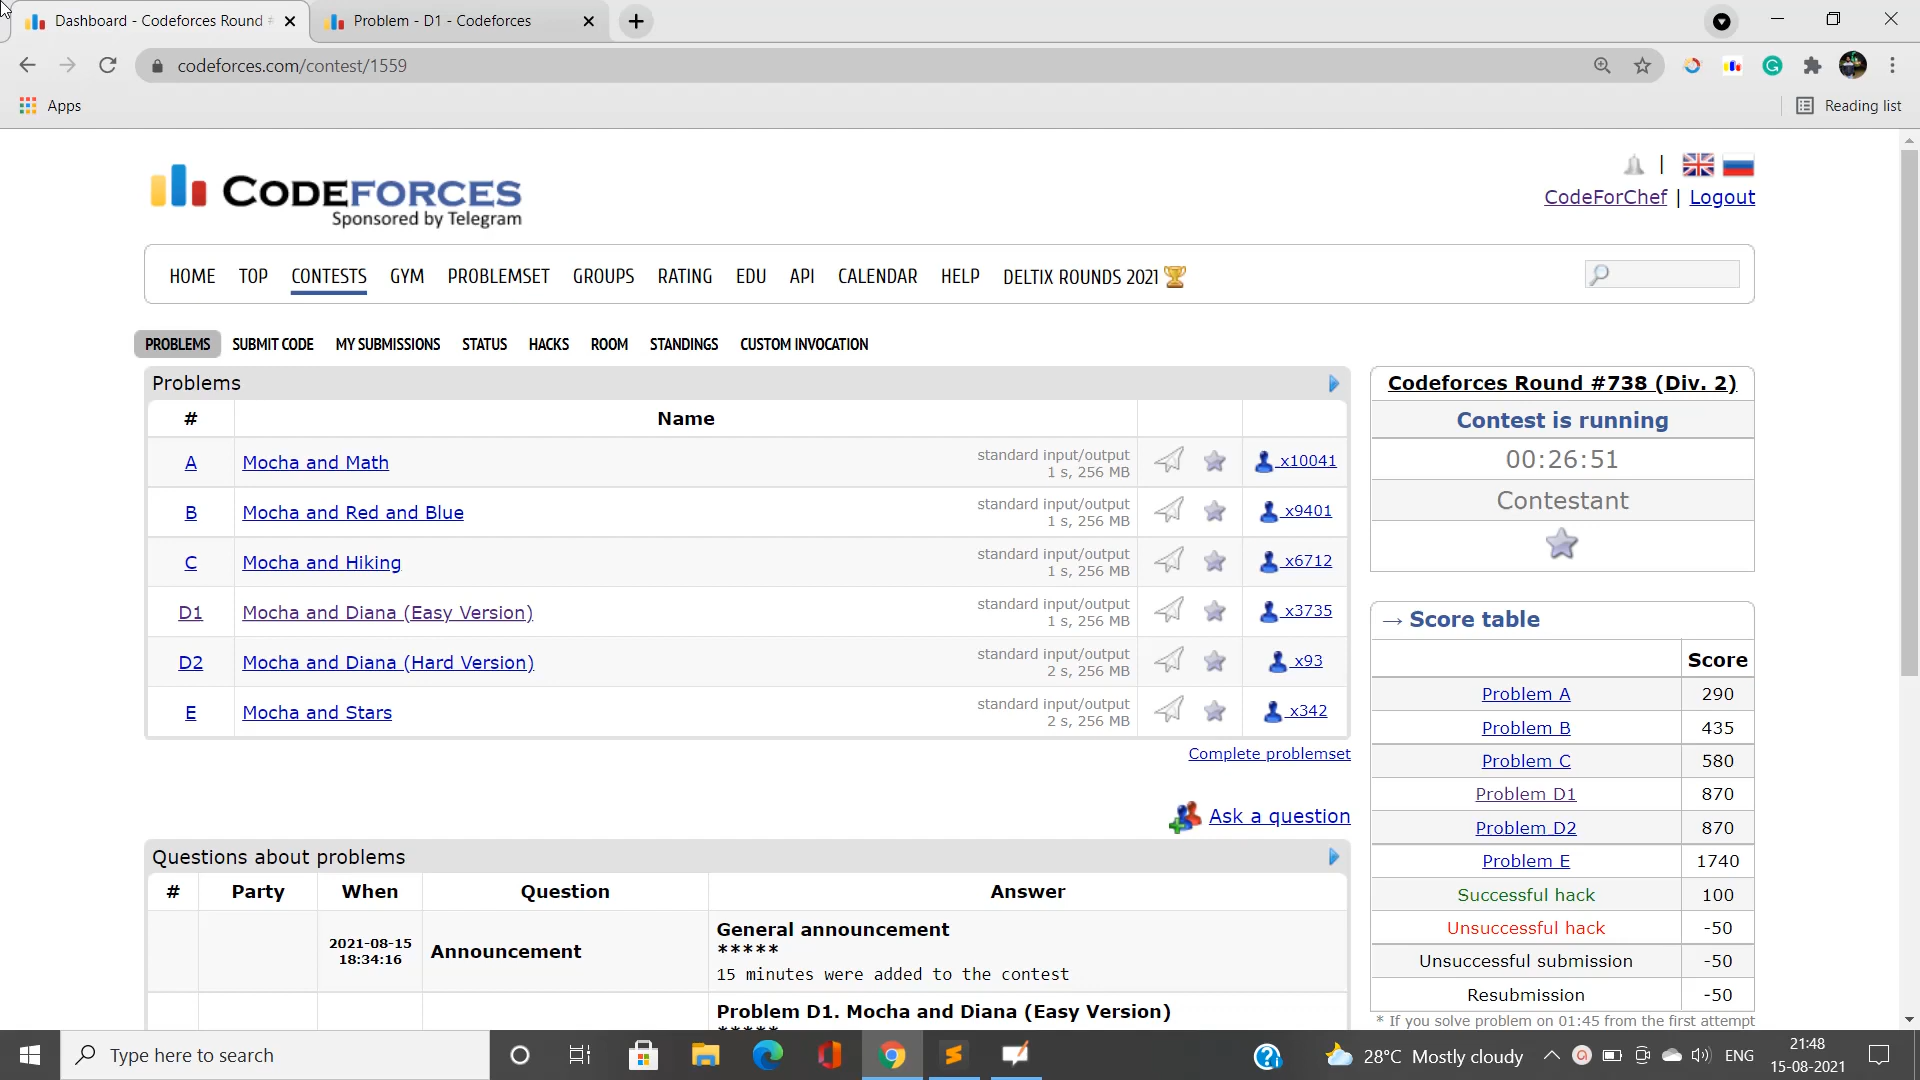 Dashboard - Codeforces Round #
Problem - D1 - Codeforces
codeforces.com/contest/1559
Apps
Reading list
CODEFORCES
Sponsored by Telegram
CodeForChef | Logout
HOME TOP CONTESTS GYM PROBLEMSET GROUPS RATING EDU API CALENDAR HELP DELTIX ROUNDS 2021
PROBLEMS SUBMIT CODE MY SUBMISSIONS STATUS HACKS ROOM STANDINGS CUSTOM INVOCATION
Problems
# Name
A Mocha and Math standard input/output
1 s, 256 MB x10041
B Mocha and Red and Blue standard input/output
1 s, 256 MB x9401
C Mocha and Hiking standard input/output
1 s, 256 MB x6712
D1 Mocha and Diana (Easy Version) standard input/output
1 s, 256 MB x3735
D2 Mocha and Diana (Hard Version) standard input/output
2 s, 256 MB x93
E Mocha and Stars standard input/output
2 s, 256 MB x342
Complete problemset
Ask a question
Questions about problems
# Party When Question Answer
2021-08-15
18:34:16
Announcement
General announcement
*****
15 minutes were added to the contest
Problem D1. Mocha and Diana (Easy Version)
*****
Codeforces Round #738 (Div. 2)
Contest is running
00:26:51
Contestant
→ Score table
Score
Problem A 290
Problem B 435
Problem C 580
Problem D1 870
Problem D2 870
Problem E 1740
Successful hack 100
Unsuccessful hack -50
Unsuccessful submission -50
Resubmission -50
* If you solve problem on 01:45 from the first attempt
Type here to search
28°C Mostly cloudy
ENG
21:48
15-08-2021